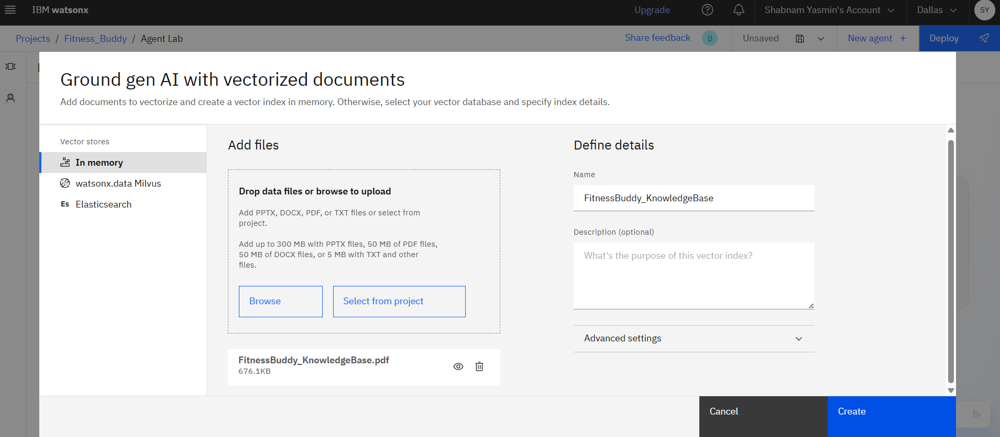 IBM watsonx
Upgrade
Shabnam Yasmin's Account
Dallas
SY
Projects / Fitness_Buddy / Agent Lab
Share feedback
β
Unsaved
New agent +
Deploy
Ground gen AI with vectorized documents
Add documents to vectorize and create a vector index in memory. Otherwise, select your vector database and specify index details.
Vector stores
In memory
watsonx.data Milvus
Es Elasticsearch
Add files
Drop data files or browse to upload
Add PPTX, DOCX, PDF, or TXT files or select from
project.
Add up to 300 MB with PPTX files, 50 MB of PDF files,
50 MB of DOCX files, or 5 MB with TXT and other
files.
Browse
Select from project
FitnessBuddy_KnowledgeBase.pdf
676.1KB
Define details
Name
FitnessBuddy_KnowledgeBase
Description (optional)
What's the purpose of this vector index?
Advanced settings
Cancel
Create